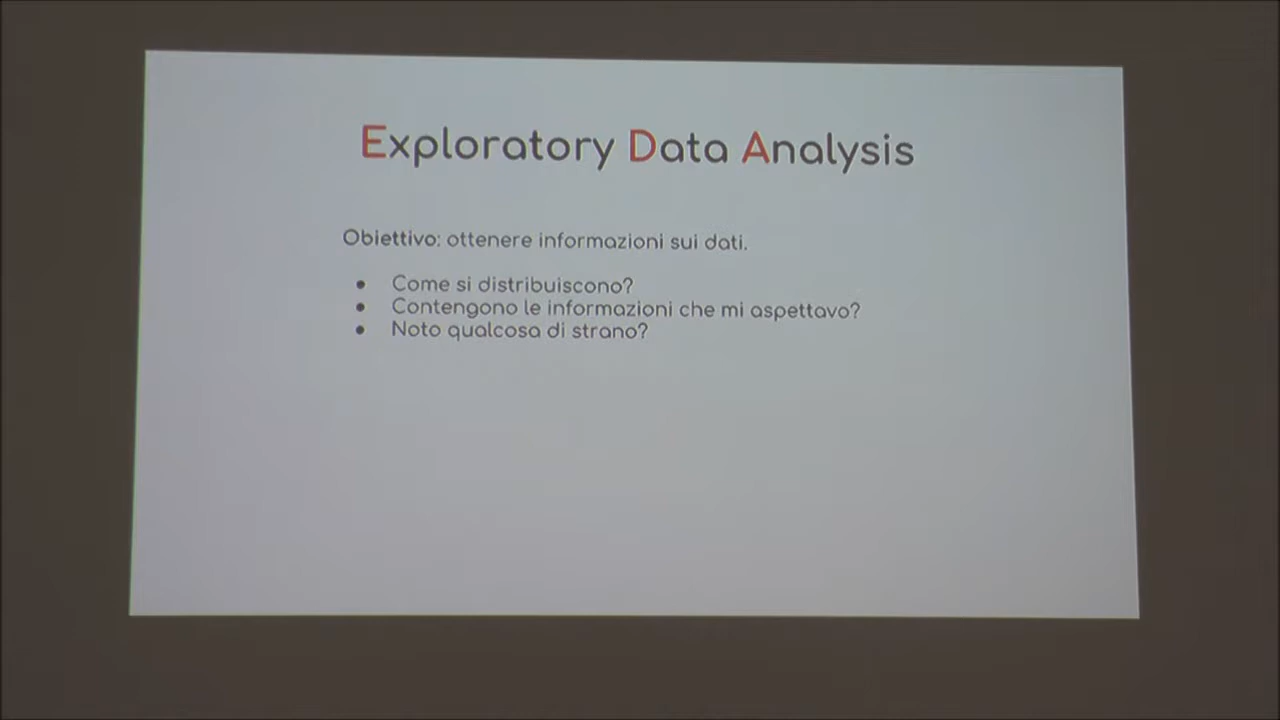 Exploratory Data Analysis
Obiettivo: ottenere informazioni sui dati.
● Come si distribuiscono?
● Contengono le informazioni che mi aspettavo?
● Noto qualcosa di strano?